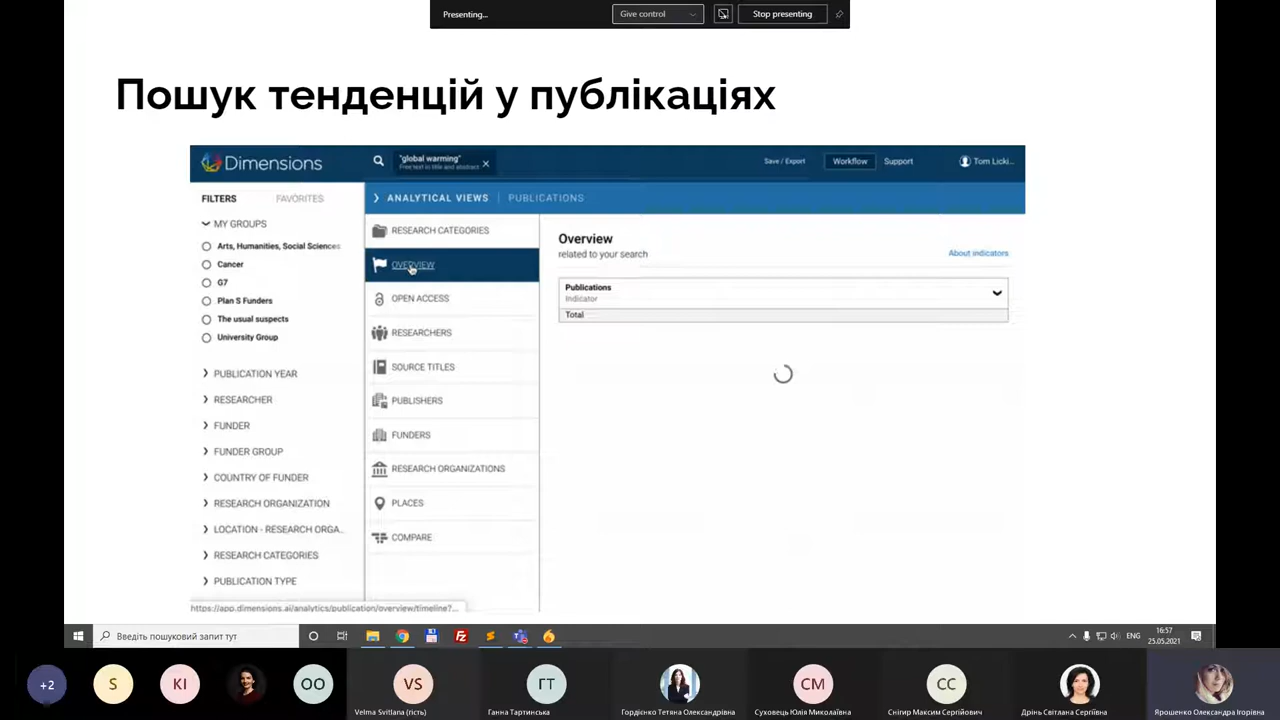 Presenting...
Give control
Stop presenting
Пошук тенденцій у публікаціях
Dimensions
"global warming"
Free text in title and abstract
Save / Export
Workflow
Support
Tom Licki...
FILTERS
FAVORITES
MY GROUPS
Arts, Humanities, Social Sciences
Cancer
G7
Plan S Funders
The usual suspects
University Group
PUBLICATION YEAR
RESEARCHER
FUNDER
FUNDER GROUP
COUNTRY OF FUNDER
RESEARCH ORGANIZATION
LOCATION - RESEARCH ORGA...
RESEARCH CATEGORIES
PUBLICATION TYPE
https://app.dimensions.ai/analytics/publication/overview/timeline?...
ANALYTICAL VIEWS
PUBLICATIONS
RESEARCH CATEGORIES
OVERVIEW
OPEN ACCESS
RESEARCHERS
SOURCE TITLES
PUBLISHERS
FUNDERS
RESEARCH ORGANIZATIONS
PLACES
COMPARE
Overview
related to your search
About indicators
Publications
Indicator
Total
Введіть пошуковий запит тут
ENG
16:57
25.05.2021
+2
S
KI
OO
VS
Velma Svitlana (гість)
ГТ
Ганна Тартинська
Гордієнко Тетяна Олександрівна
СМ
Суховець Юлія Миколаївна
СС
Снігир Максим Сергійович
Дрінь Світлана Сергіївна
Ярошенко Олександра Ігорівна